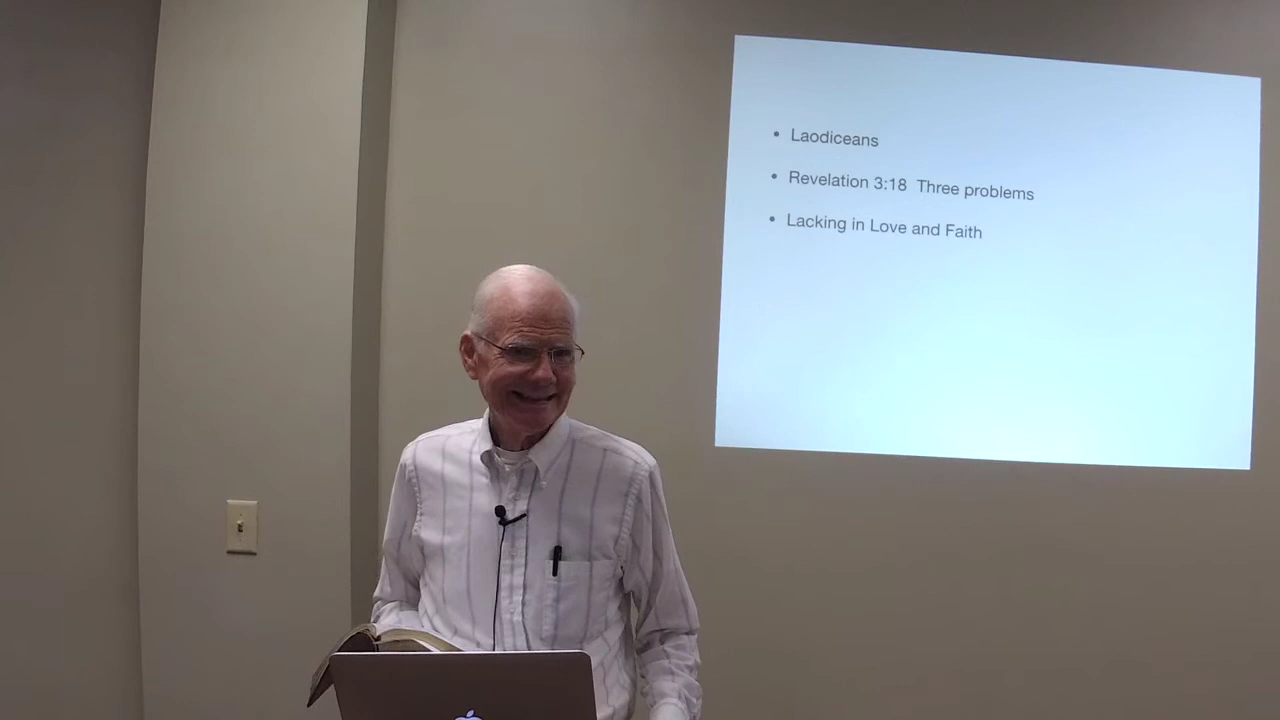 • Laodiceans
• Revelation 3:18 Three problems
• Lacking in Love and Faith